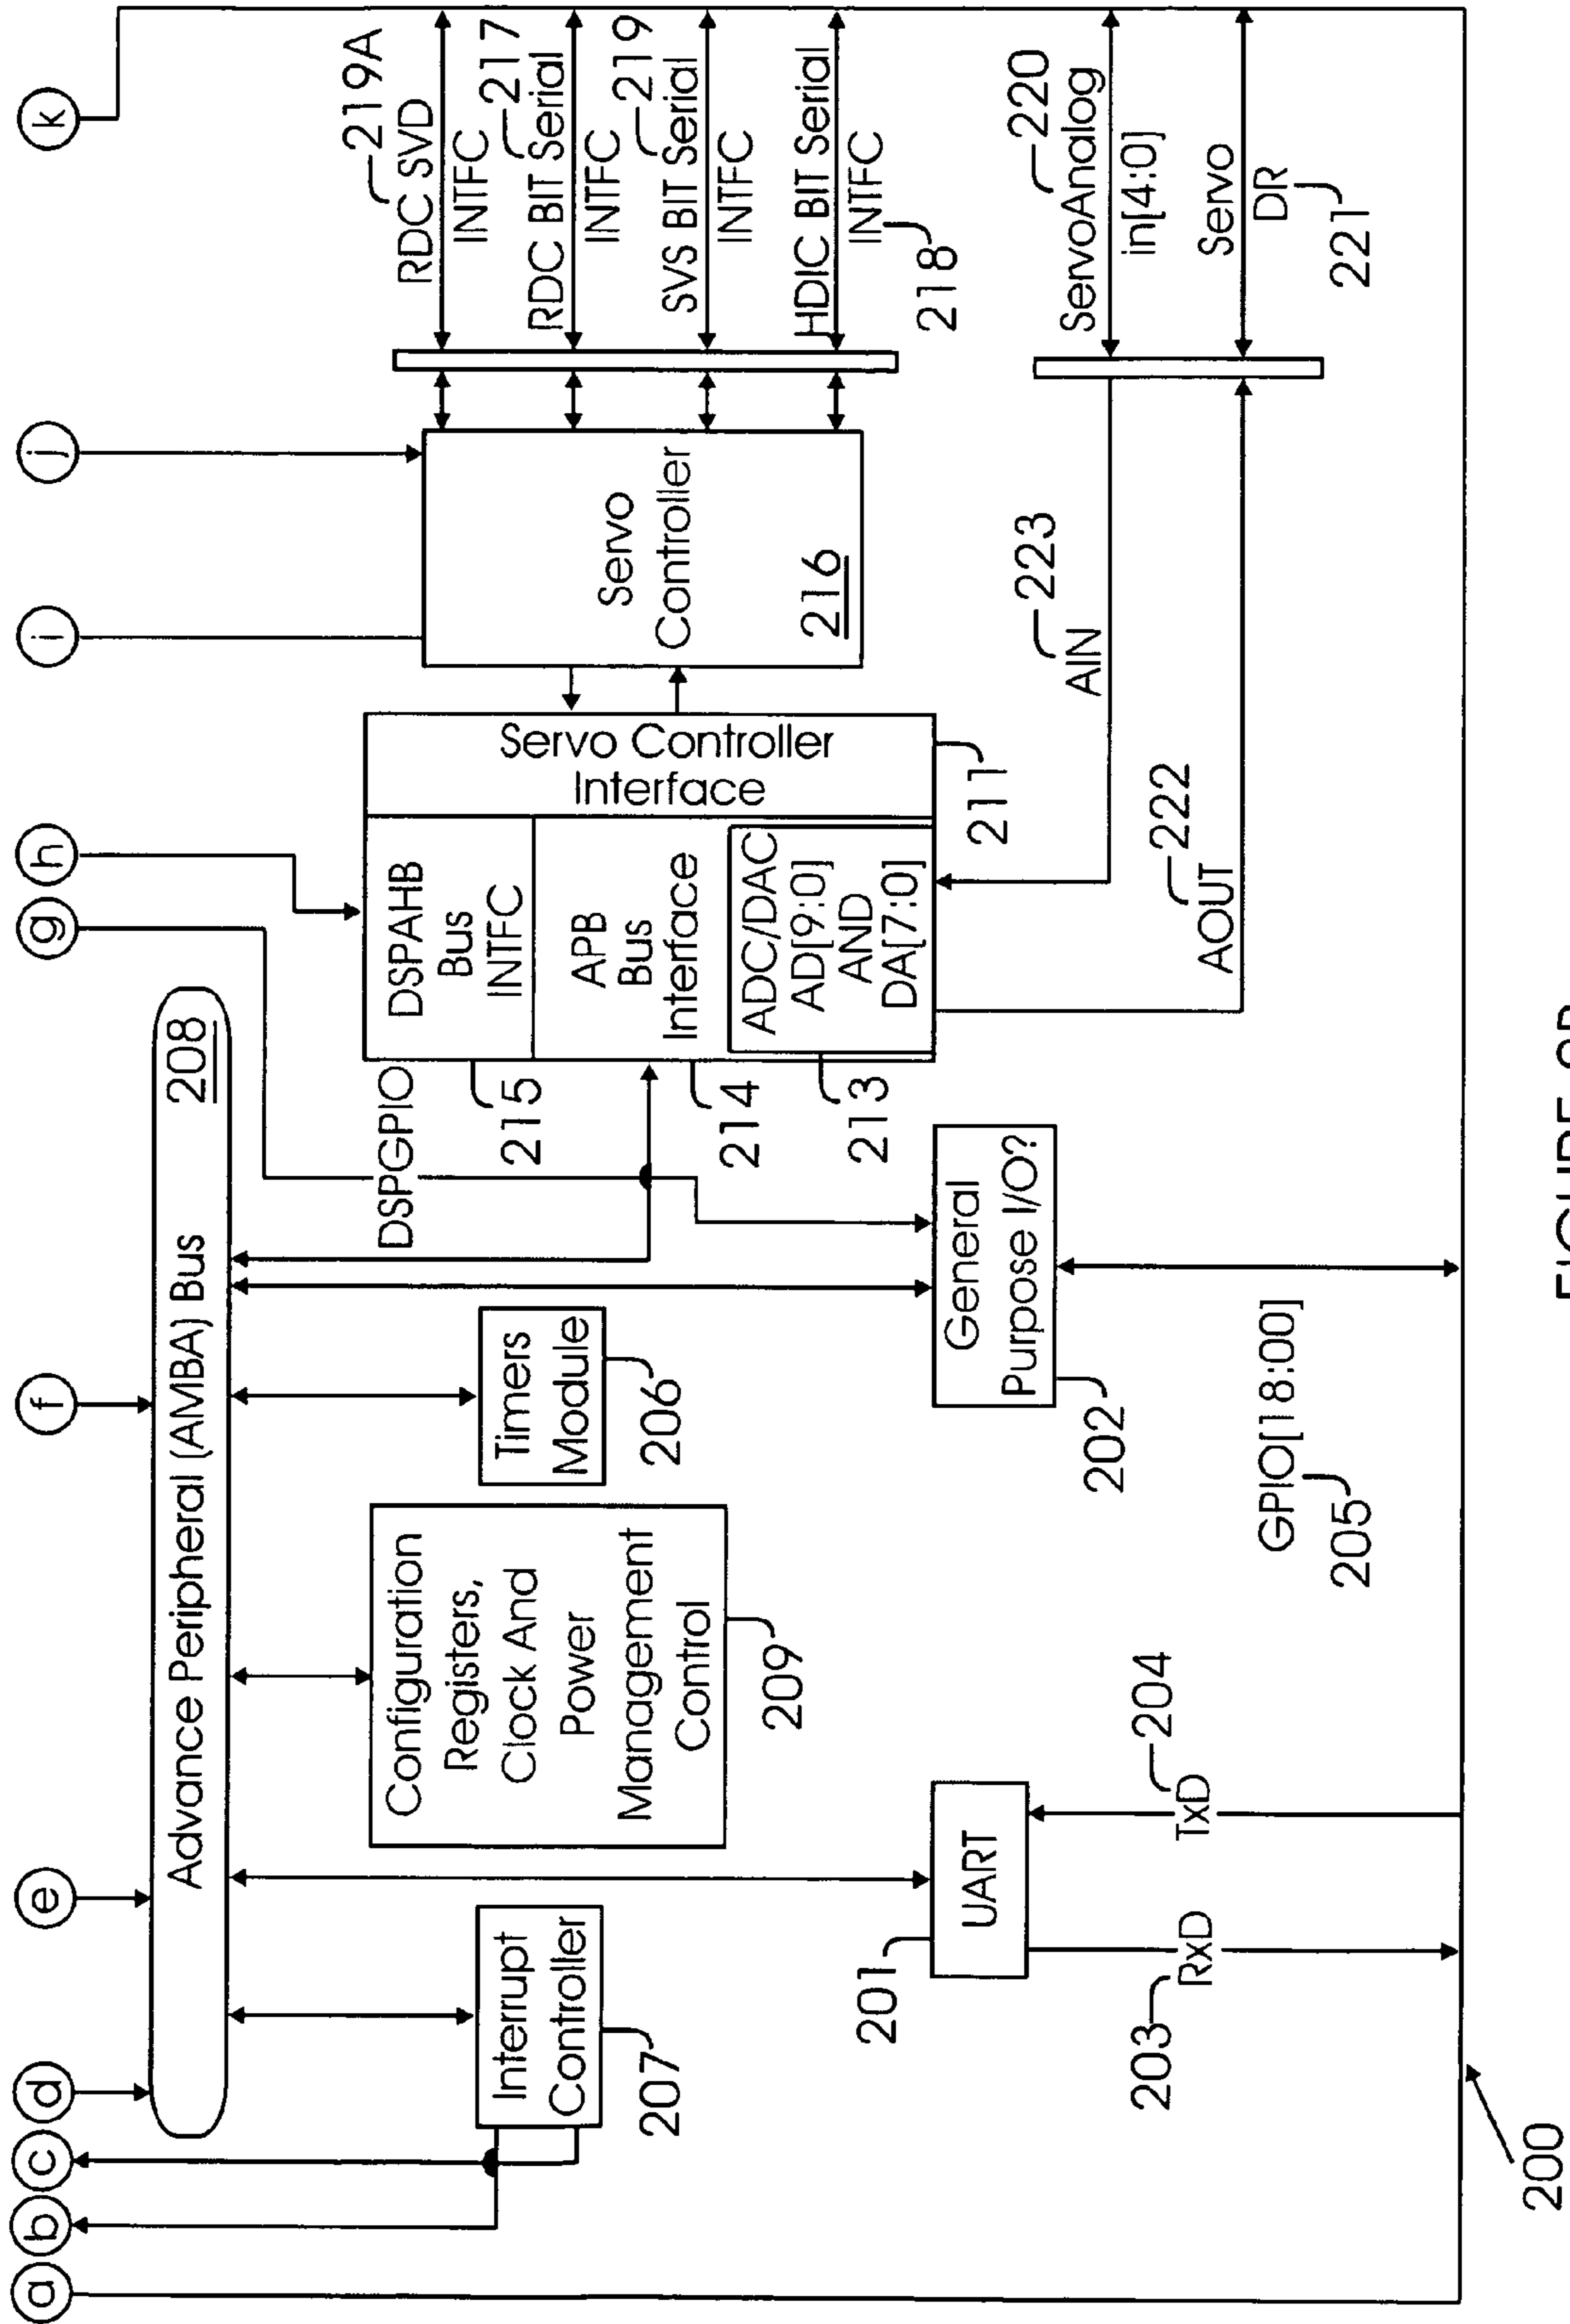 a
b
c
d
e
f
g
h
i
j
k
Advance Peripheral (AMBA) Bus
208
Interrupt
Controller
207
Configuration
Registers,
Clock And
Power
Management
Control
209
Timers
Module
206
DSPGPIO
DSPAHB
Bus
INTFC
215
APB
Bus
Interface
214
ADC/DAC
AD[9:0]
AND
DA[7:0]
213
Servo Controller
Interface
211
Servo
Controller
216
219A
RDC SVD
INTFC
217
RDC BIT Serial
INTFC
219
SVS BIT Serial
INTFC
HDIC BIT Serial
INTFC
218
220
ServoAnalog
in[4:0]
Servo
DR
221
223
AIN
222
AOUT
UART
201
RxD
203
TxD
204
General
Purpose I/O?
202
GPIO[18:00]
205
200
FIGURE